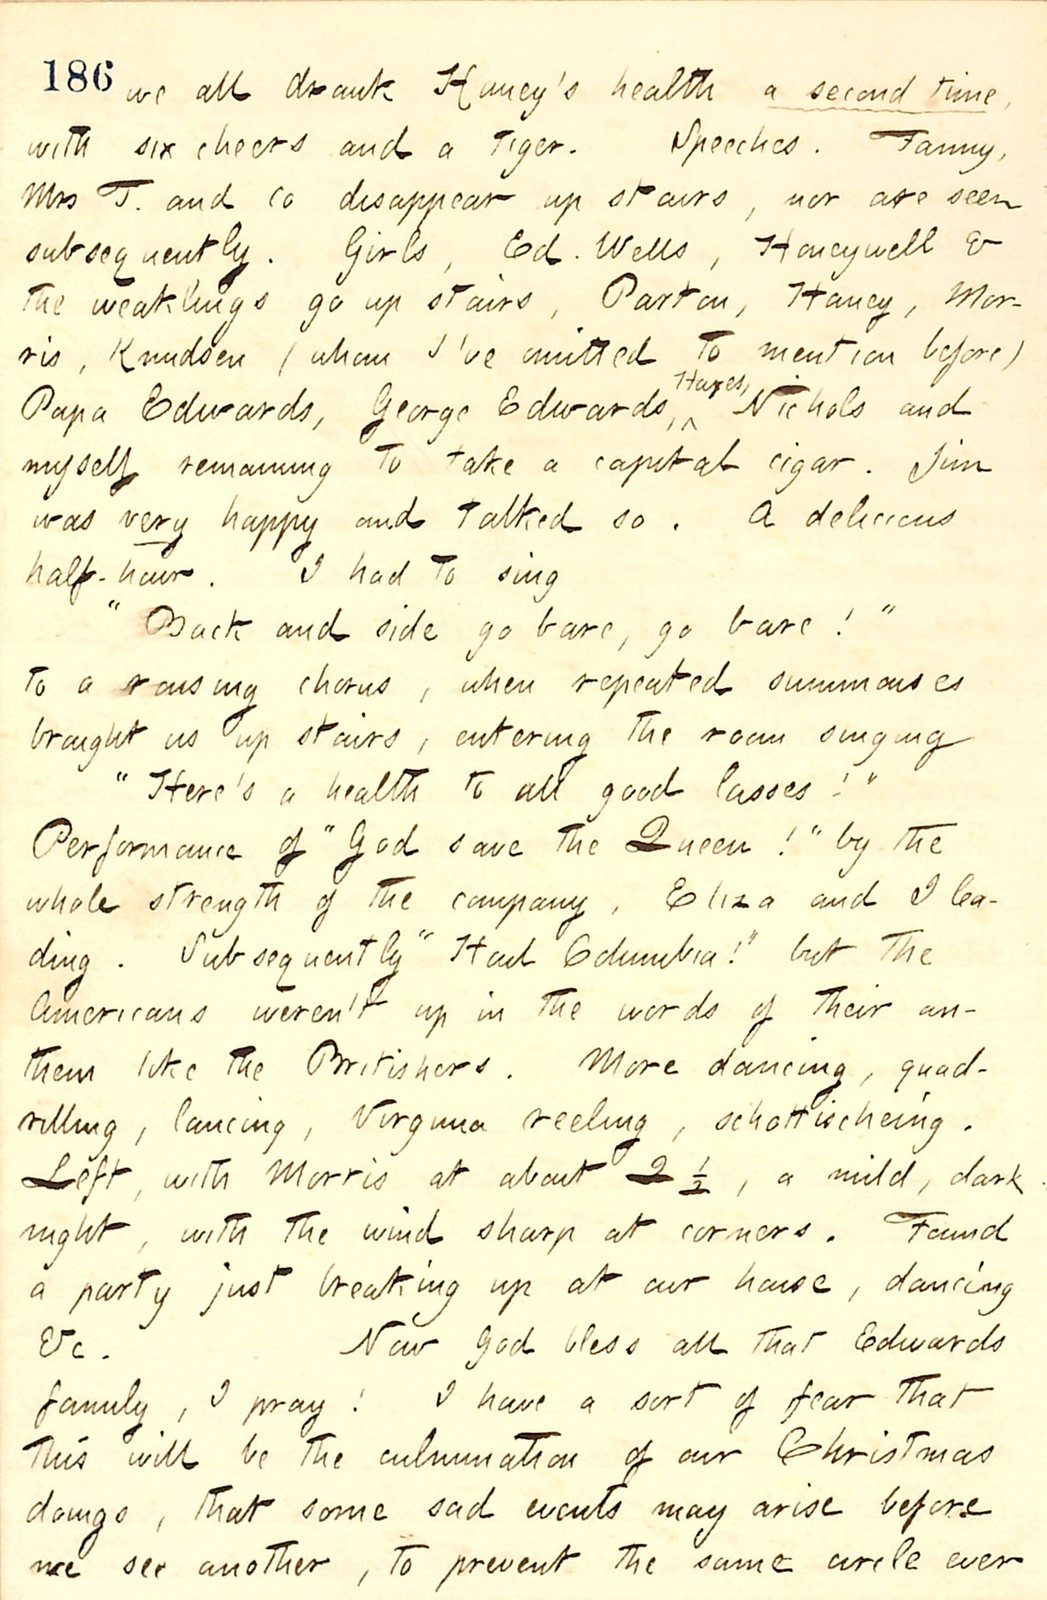 186
we all drank Haney's health a second time,
with six cheers and a tiger. Speeches. Fanny,
Mrs T. and co disappear up stairs, nor are seen
subsequently. Girls, Ed. Wells, Honeywell &
the weaklings go up stairs, Parton, Haney, Mor-
ris, Knudsen (whom I've omitted to mention before)
Papa Edwards, George Edwards, Hayes, Nichols and
myself remaining to take a capital cigar. Jim
was very happy and talked so. A delicious
half-hour. I had to sing
"Back and side go bare, go bare!"
to a rousing chorus, when repeated summonses
brought us up stairs, entering the room singing
"Here's a health to all good lasses!"
Performance of "God save the Queen!" by the
whole strength of the company, Eliza and I lea-
ding. Subsequently "Hail Columbia!" but the
Americans weren't up in the words of their an-
them like the Britishers. More dancing, quad-
rilling, lancing, Virginia reeling, schottischeing.
Left, with Morris at about 2 ½, a mild, dark
night, with the wind sharp at corners. Found
a party just breaking up at our house, dancing
&c. Now God bless all that Edwards
family, I pray! I have a sort of fear that
this will be the culmination of our Christmas
doings, that some sad events may arise before
we see another, to prevent the same circle ever